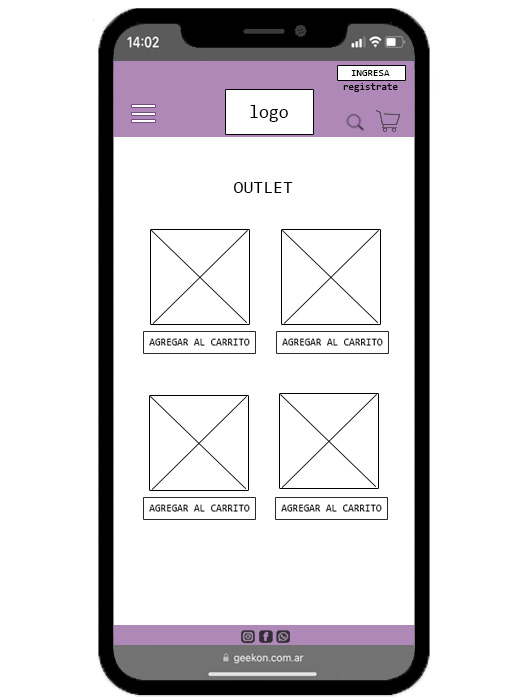 14:02
INGRESA
registrate
logo
OUTLET
AGREGAR AL CARRITO
AGREGAR AL CARRITO
AGREGAR AL CARRITO
AGREGAR AL CARRITO
geekon.com.ar